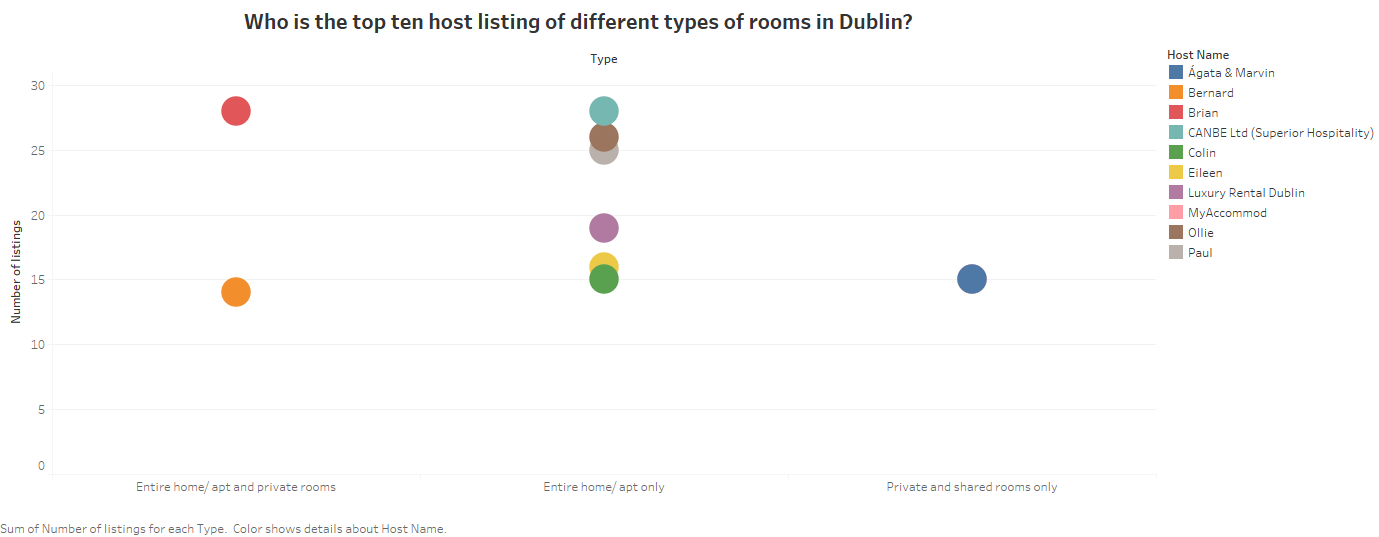 Who is the top ten host listing of different types of rooms in Dublin?
Type
Host Name
Ágata & Marvin
Bernard
Brian
CANBE Ltd (Superior Hospitality)
Colin
Eileen
Luxury Rental Dublin
MyAccommod
Ollie
Paul
Number of listings
30
25
20
15
10
5
0
Entire home/ apt and private rooms
Entire home/ apt only
Private and shared rooms only
Sum of Number of listings for each Type. Color shows details about Host Name.